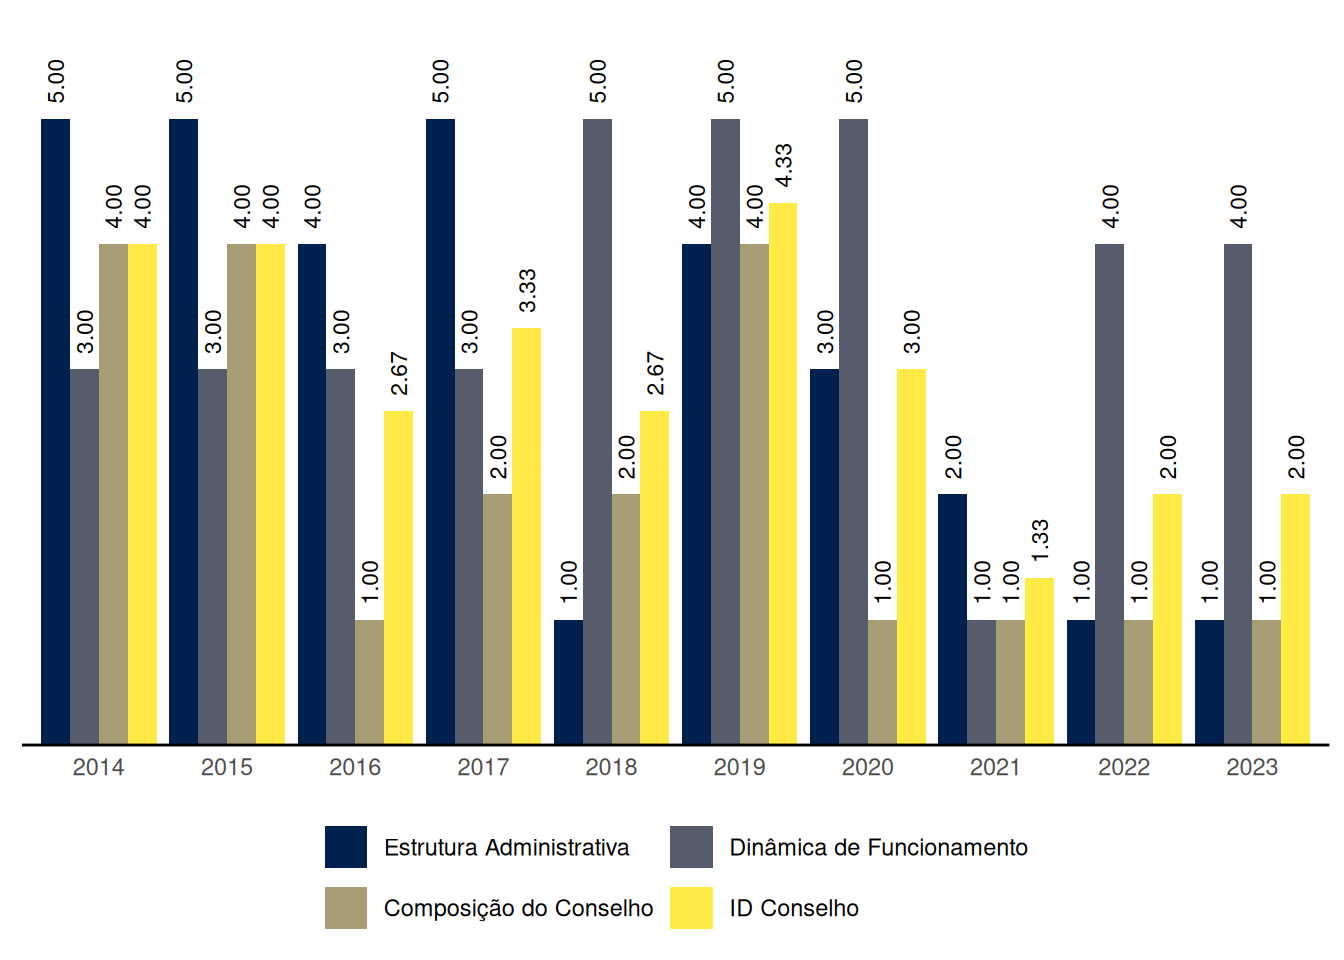 5.00 3.00 4.00 4.00 5.00 3.00 4.00 4.00 4.00 3.00 1.00 2.67 5.00 3.00 2.00 3.33 1.00 5.00 2.00 2.67 4.00 5.00 4.00 4.33 3.00 5.00 1.00 3.00 2.00 1.00 1.00 1.33 1.00 4.00 1.00 2.00 1.00 4.00 1.00 2.00
2014 2015 2016 2017 2018 2019 2020 2021 2022 2023
Estrutura Administrativa Dinâmica de Funcionamento
Composição do Conselho ID Conselho